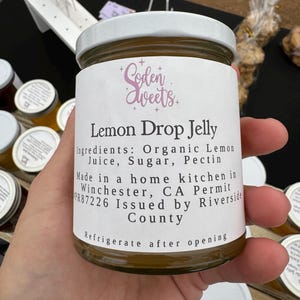 Soden
Sweets
Lemon Drop Jelly
Ingredients: Organic Lemon
Juice, Sugar, Pectin
Made in a home kitchen in
Winchester, CA Permit
PR87226 Issued by Riverside
County
Refrigerate after opening